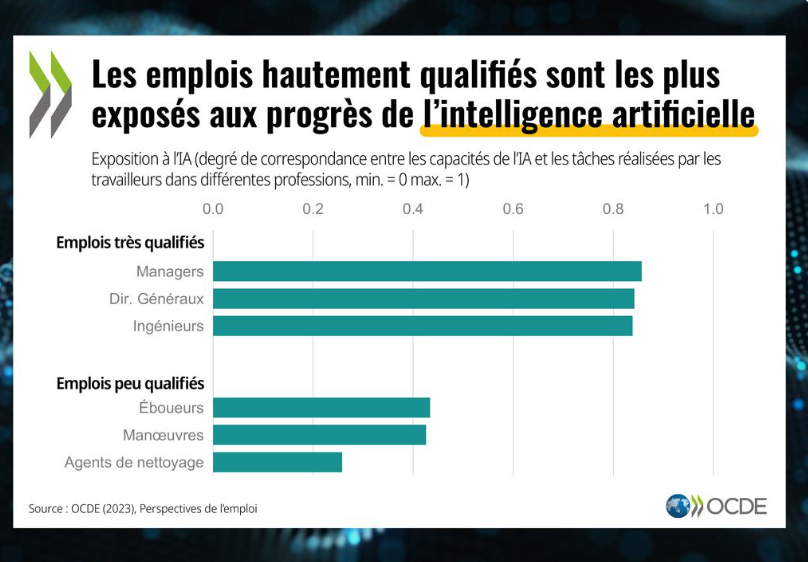 Les emplois hautement qualifiés sont les plus
exposés aux progrès de l'intelligence artificielle
Exposition à l'IA (degré de correspondance entre les capacités de l'IA et les tâches réalisées par les
travailleurs dans différentes professions, min. = 0 max. = 1)
0.0 0.2 0.4 0.6 0.8 1.0
Emplois très qualifiés
Managers
Dir. Généraux
Ingénieurs
Emplois peu qualifiés
Éboueurs
Manœuvres
Agents de nettoyage
Source : OCDE (2023), Perspectives de l'emploi
OCDE